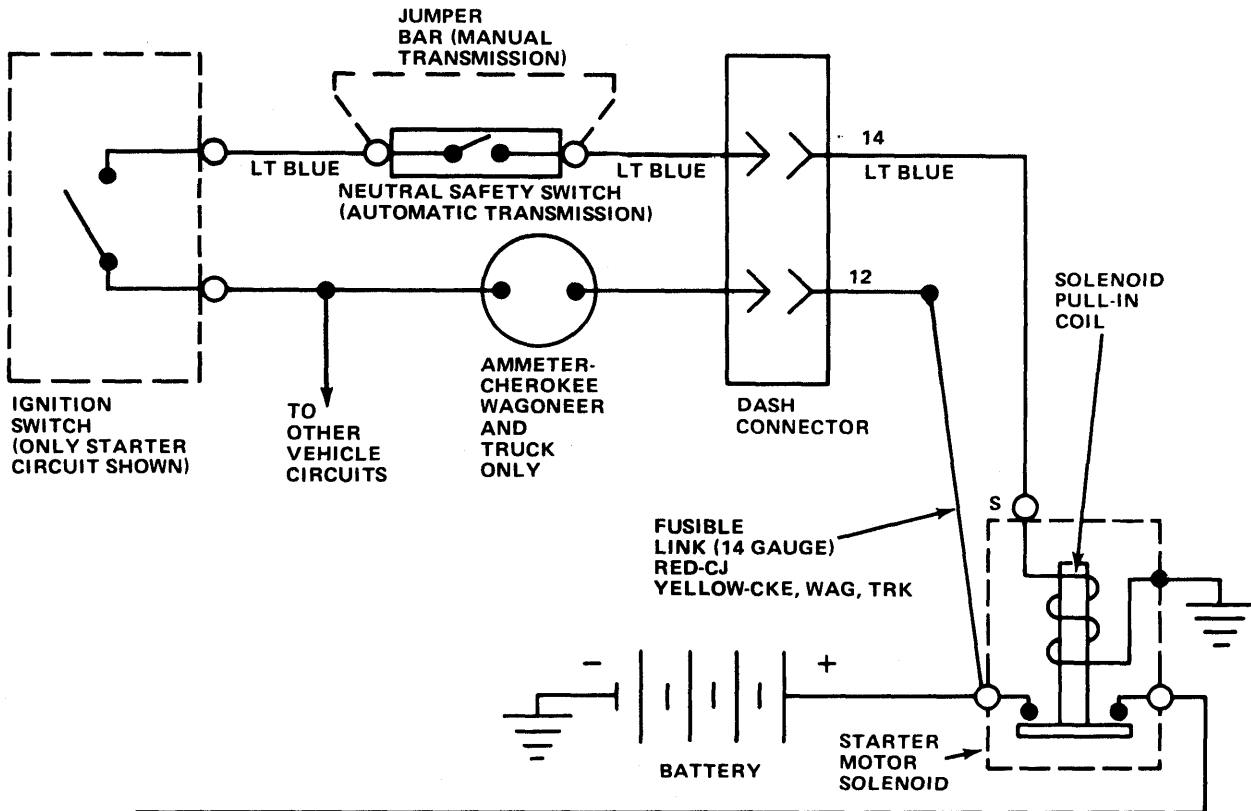 JUMPER
BAR (MANUAL
TRANSMISSION)
LT BLUE
LT BLUE
14
LT BLUE
NEUTRAL SAFETY SWITCH
(AUTOMATIC TRANSMISSION)
12
SOLENOID
PULL-IN
COIL
IGNITION
SWITCH
(ONLY STARTER
CIRCUIT SHOWN)
TO
OTHER
VEHICLE
CIRCUITS
AMMETER-
CHEROKEE
WAGONEER
AND
TRUCK
ONLY
DASH
CONNECTOR
S
FUSIBLE
LINK (14 GAUGE)
RED-CJ
YELLOW-CKE, WAG, TRK
-
+
BATTERY
STARTER
MOTOR
SOLENOID